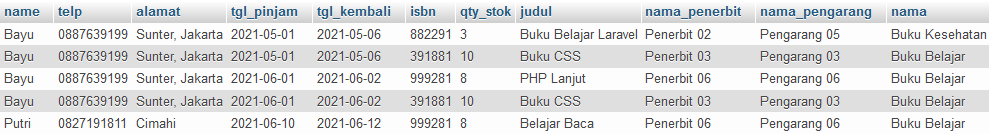 name telp alamat tgl_pinjam tgl_kembali isbn qty_stok judul nama_penerbit nama_pengarang nama
Bayu 0887639199 Sunter, Jakarta 2021-05-01 2021-05-06 882291 3 Buku Belajar Laravel Penerbit 02 Pengarang 05 Buku Kesehatan
Bayu 0887639199 Sunter, Jakarta 2021-05-01 2021-05-06 391881 10 Buku CSS Penerbit 03 Pengarang 03 Buku Belajar
Bayu 0887639199 Sunter, Jakarta 2021-06-01 2021-06-02 999281 8 PHP Lanjut Penerbit 06 Pengarang 06 Buku Belajar
Bayu 0887639199 Sunter, Jakarta 2021-06-01 2021-06-02 391881 10 Buku CSS Penerbit 03 Pengarang 03 Buku Belajar
Putri 0827191811 Cimahi 2021-06-10 2021-06-12 999281 8 Belajar Baca Penerbit 06 Pengarang 06 Buku Belajar